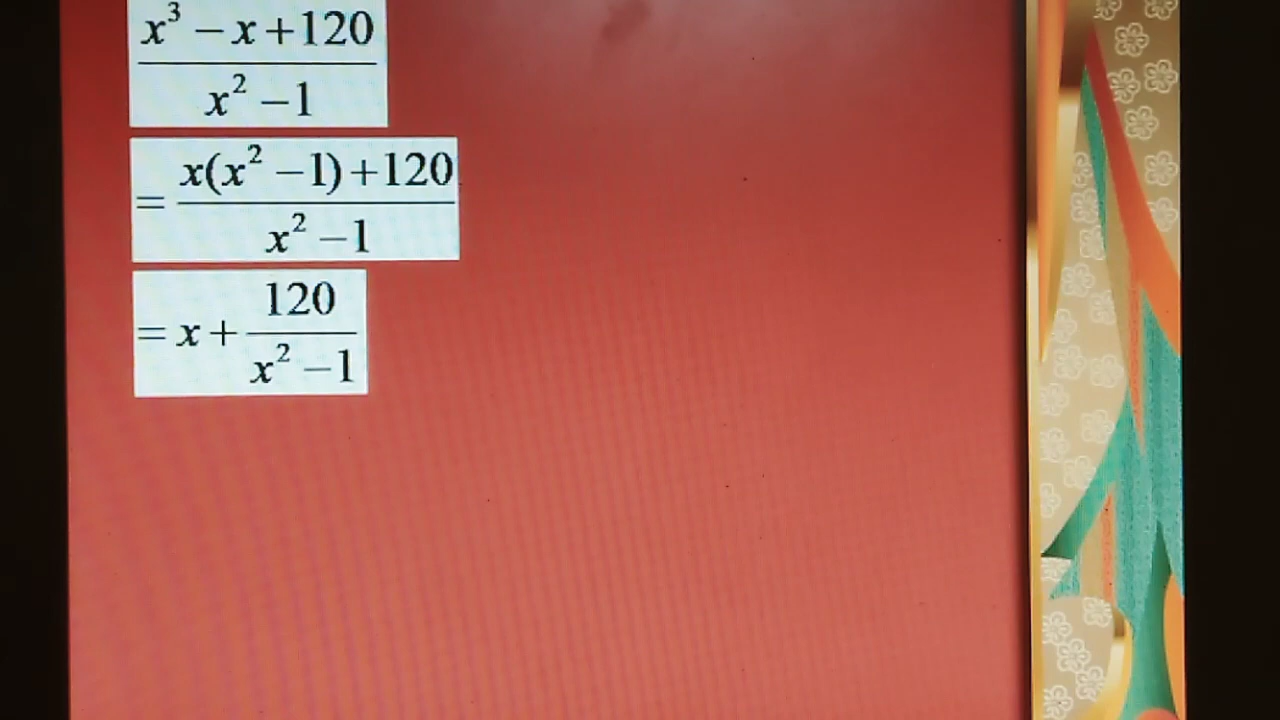 x³ − x + 120
x² − 1
= x(x² − 1) + 120
x² − 1
= x + 120
x² − 1